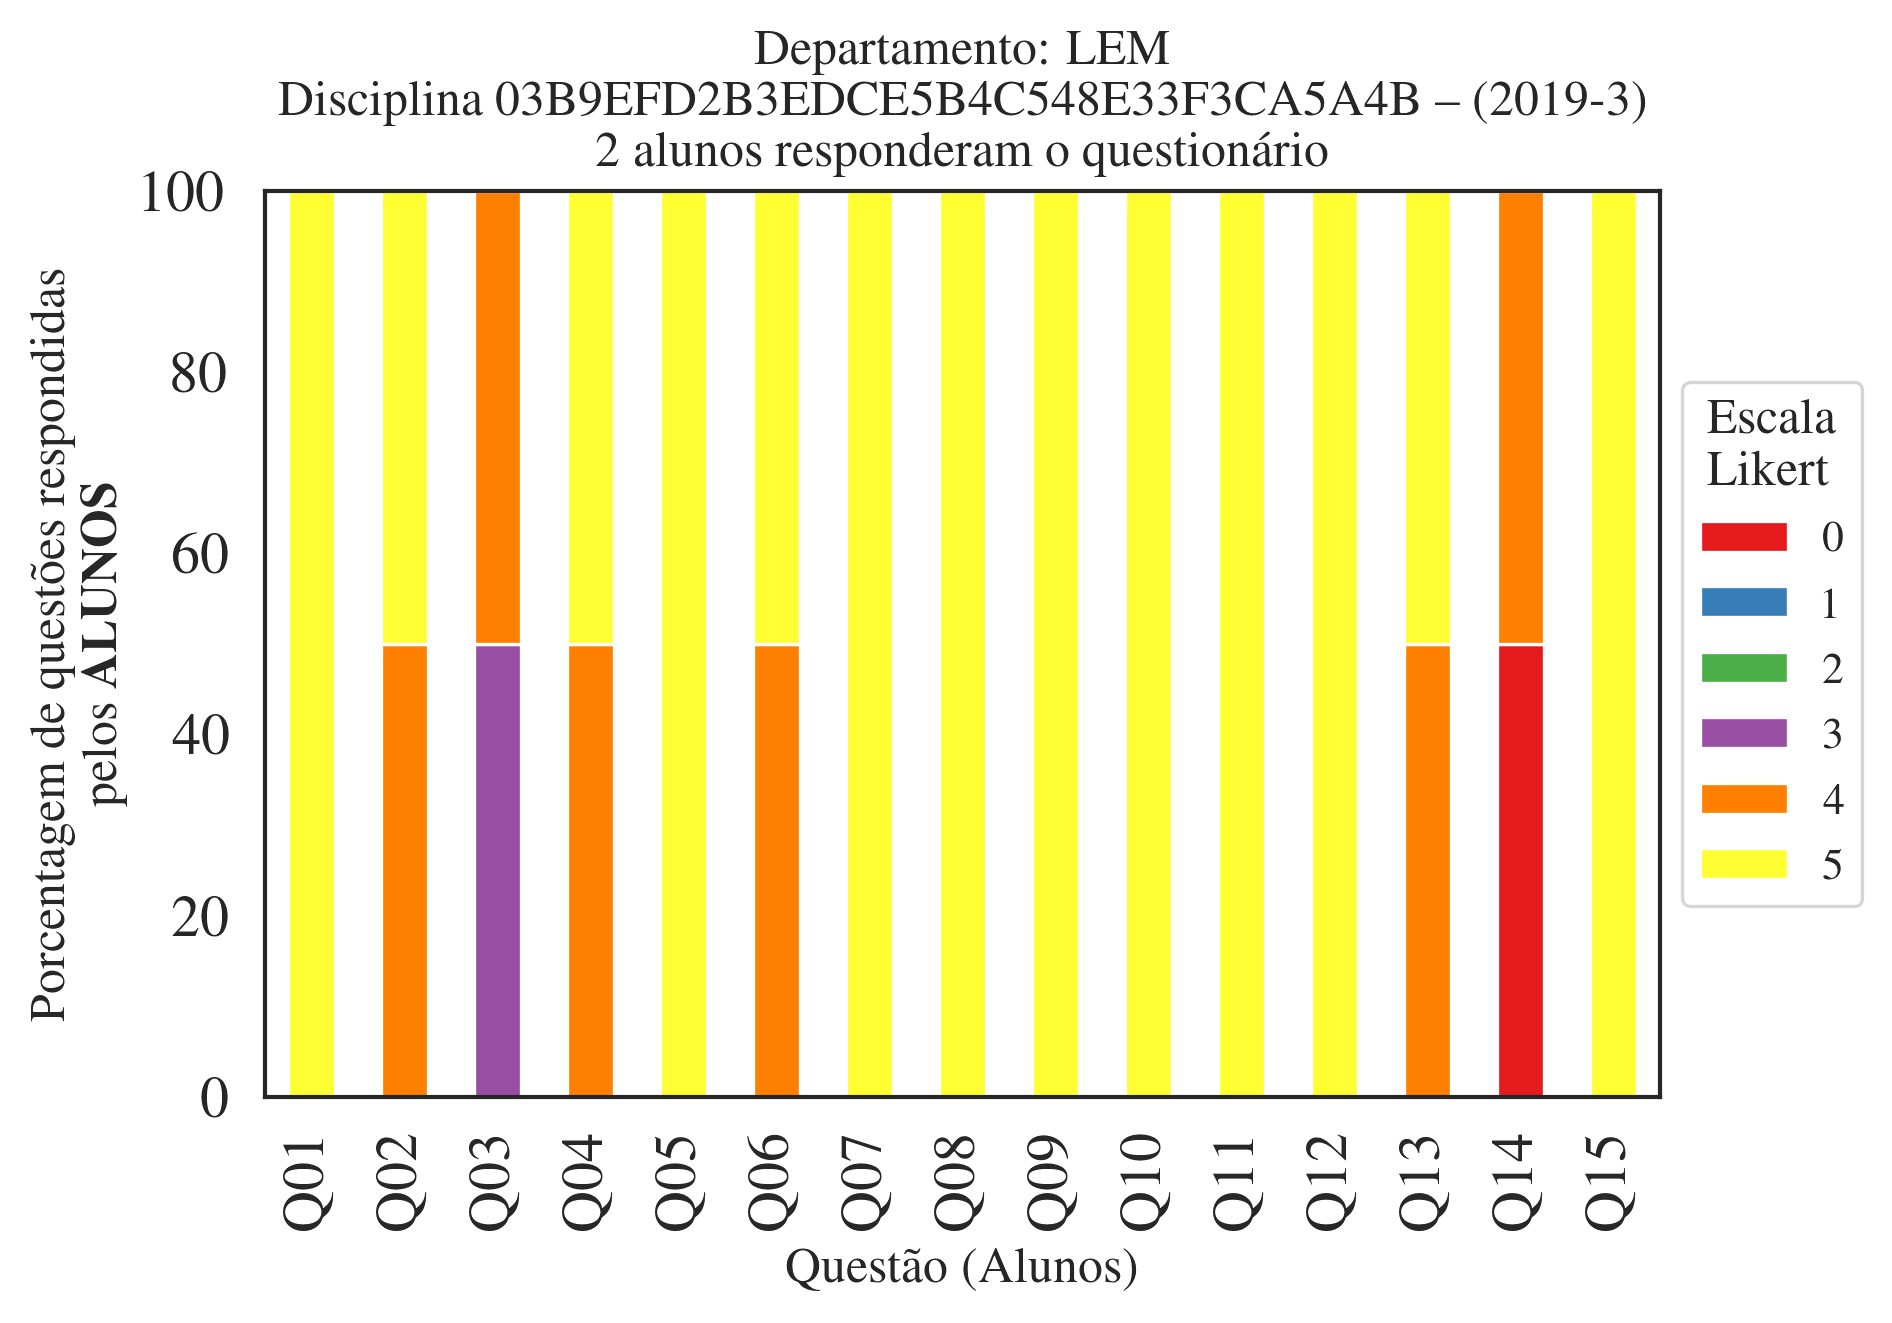 Departamento: LEM
Disciplina 03B9EFD2B3EDCE5B4C548E33F3CA5A4B – (2019-3)
2 alunos responderam o questionário
Porcentagem de questões respondidas
pelos ALUNOS
100
80
60
40
20
0
Q01
Q02
Q03
Q04
Q05
Q06
Q07
Q08
Q09
Q10
Q11
Q12
Q13
Q14
Q15
Questão (Alunos)
Escala
Likert
0
1
2
3
4
5